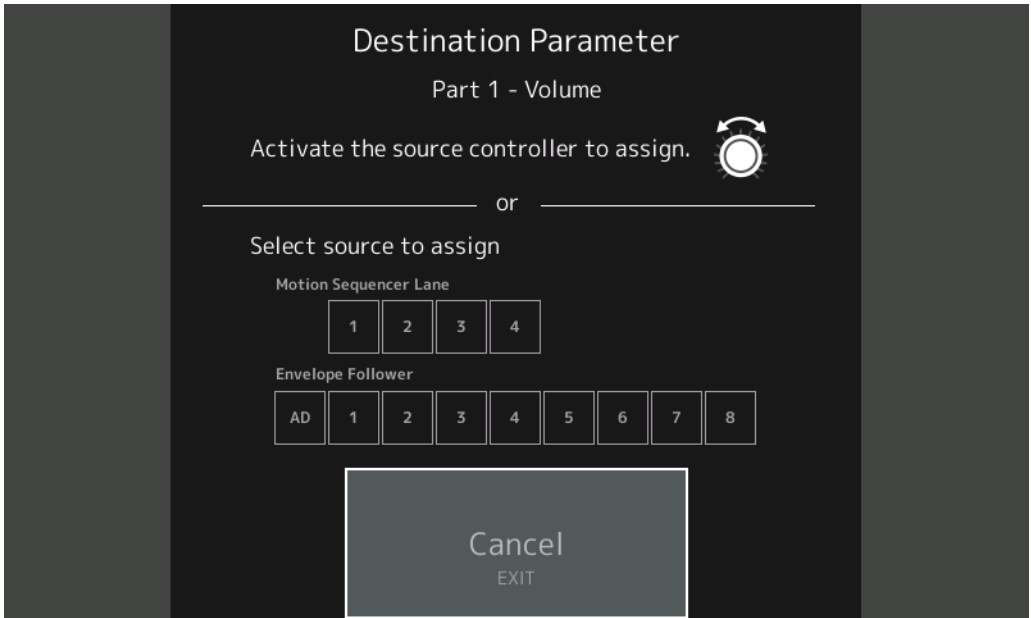 Destination Parameter
Part 1 - Volume
Activate the source controller to assign.
or
Select source to assign
Motion Sequencer Lane
1 2 3 4
Envelope Follower
AD 1 2 3 4 5 6 7 8
Cancel
EXIT